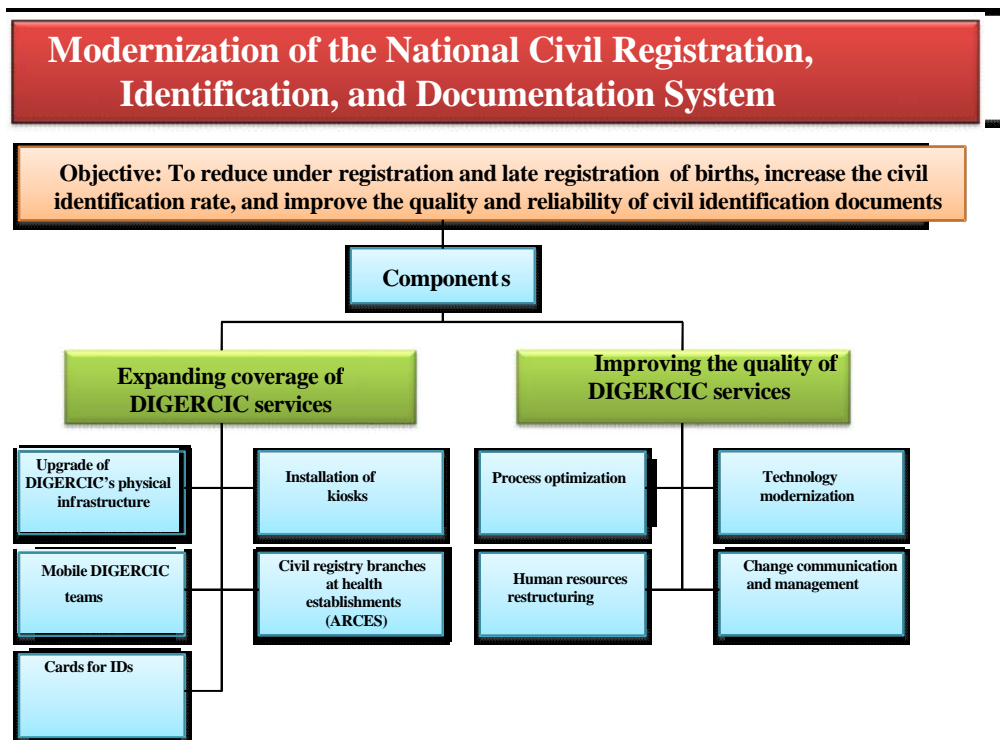 Modernization of the National Civil Registration,
Identification, and Documentation System
Objective: To reduce under registration and late registration of births, increase the civil
identification rate, and improve the quality and reliability of civil identification documents
Components
Expanding coverage of
DIGERCIC services
Improving the quality of
DIGERCIC services
Upgrade of
DIGERCIC's physical
infrastructure
Installation of
kiosks
Process optimization
Technology
modernization
Mobile DIGERCIC
teams
Civil registry branches
at health
establishments
(ARCES)
Human resources
restructuring
Change communication
and management
Cards for IDs